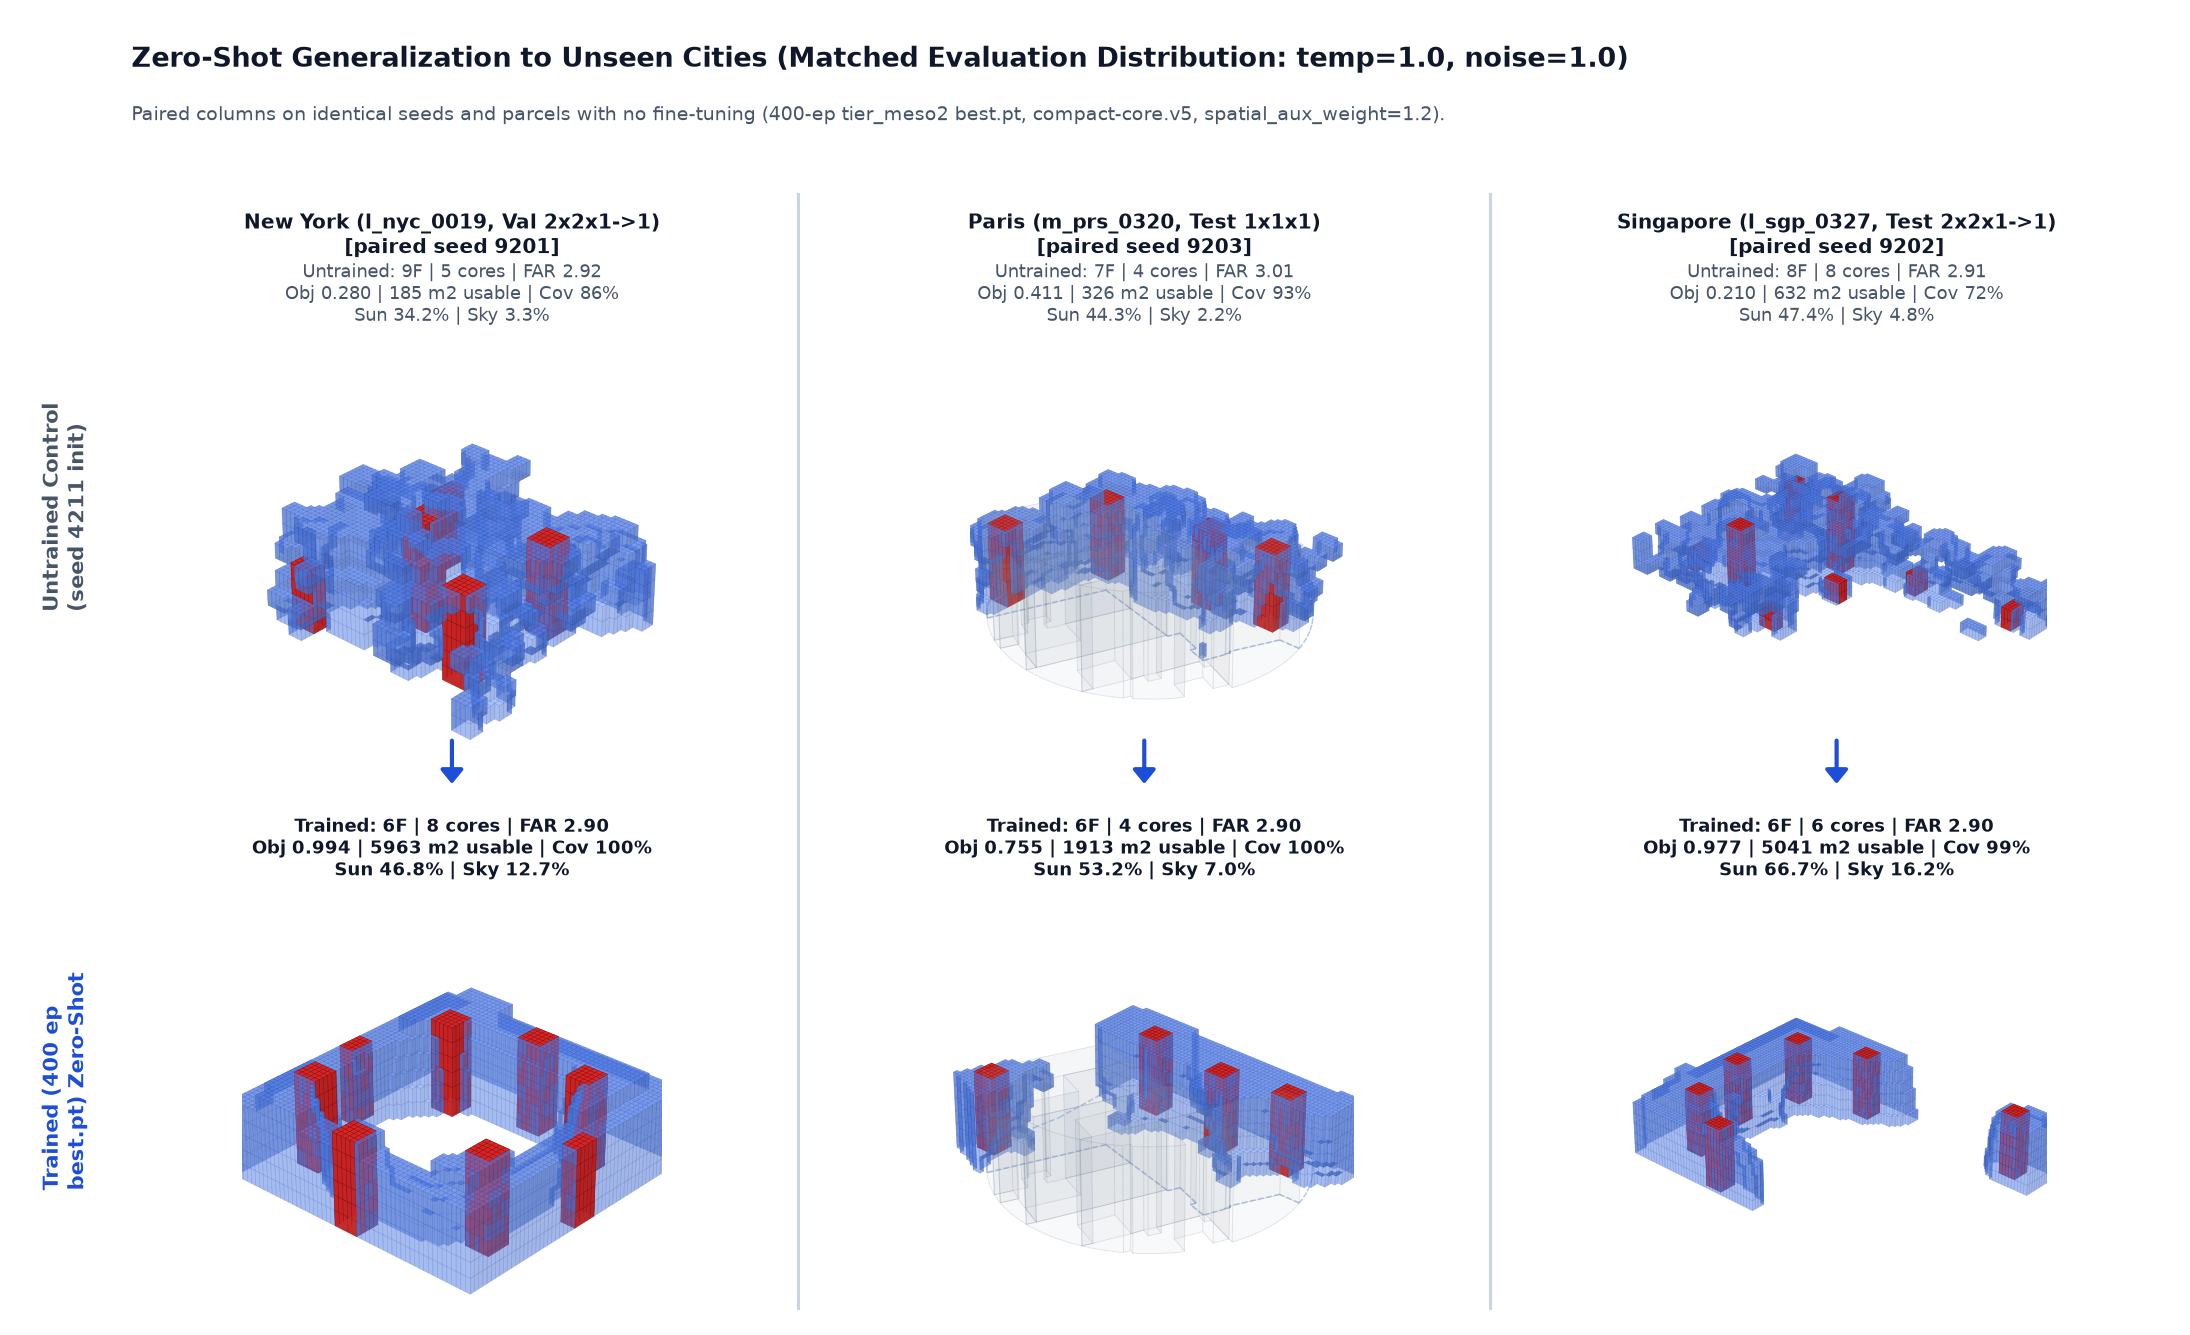 Zero-Shot Generalization to Unseen Cities (Matched Evaluation Distribution: temp=1.0, noise=1.0)
Paired columns on identical seeds and parcels with no fine-tuning (400-ep tier_meso2 best.pt, compact-core.v5, spatial_aux_weight=1.2).
New York (l_nyc_0019, Val 2x2x1->1)
[paired seed 9201]
Untrained: 9F | 5 cores | FAR 2.92
Obj 0.280 | 185 m2 usable | Cov 86%
Sun 34.2% | Sky 3.3%
Paris (m_prs_0320, Test 1x1x1)
[paired seed 9203]
Untrained: 7F | 4 cores | FAR 3.01
Obj 0.411 | 326 m2 usable | Cov 93%
Sun 44.3% | Sky 2.2%
Singapore (l_sgp_0327, Test 2x2x1->1)
[paired seed 9202]
Untrained: 8F | 8 cores | FAR 2.91
Obj 0.210 | 632 m2 usable | Cov 72%
Sun 47.4% | Sky 4.8%
Untrained Control
(seed 4211 init)
Trained: 6F | 8 cores | FAR 2.90
Obj 0.994 | 5963 m2 usable | Cov 100%
Sun 46.8% | Sky 12.7%
Trained: 6F | 4 cores | FAR 2.90
Obj 0.755 | 1913 m2 usable | Cov 100%
Sun 53.2% | Sky 7.0%
Trained: 6F | 6 cores | FAR 2.90
Obj 0.977 | 5041 m2 usable | Cov 99%
Sun 66.7% | Sky 16.2%
Trained (400 ep
best.pt) Zero-Shot